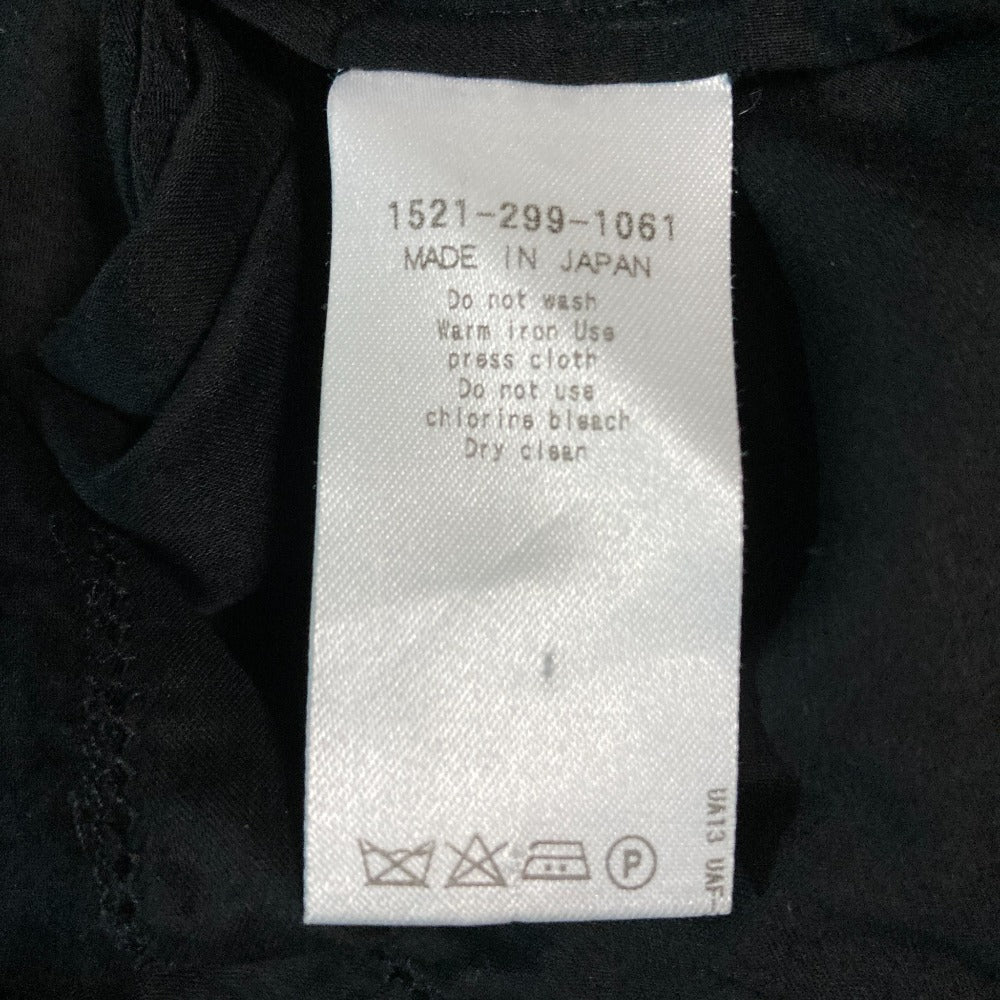 1521-299-1061
MADE IN JAPAN
Do not wash
Warm iron Use
press cloth
Do not use
chlorine bleach
Dry clean
P
UA13 UAF-